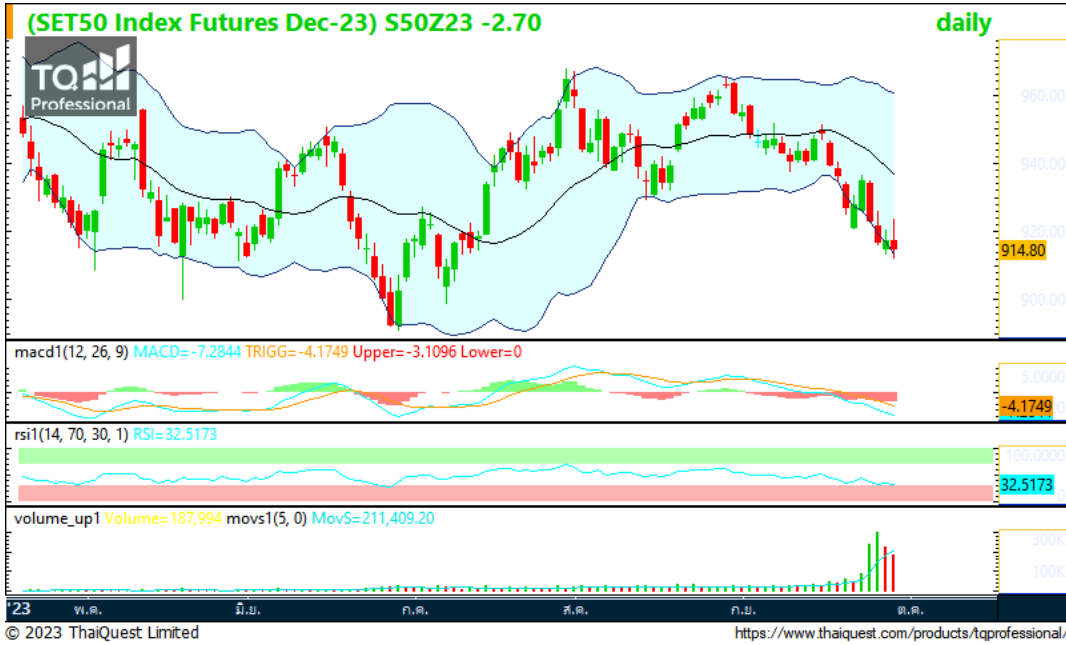 (SET50 Index Futures Dec-23) S50Z23 -2.70 daily
TQ
Professional
960.00
940.00
920.00
914.80
900.00
macd1(12, 26, 9) MACD=-7.2844 TRIGG=-4.1749 Upper=-3.1096 Lower=0
5.0000
-4.1749
rsi1(14, 70, 30, 1) RSI=32.5173
100.0000
32.5173
volume_up1 Volume=187,994 movs1(5, 0) MovS=211,409.20
300K
100K
'23 พ.ค. มิ.ย. ก.ค. ส.ค. ก.ย. ต.ค.
© 2023 ThaiQuest Limited https://www.thaiquest.com/products/tqprofessional/